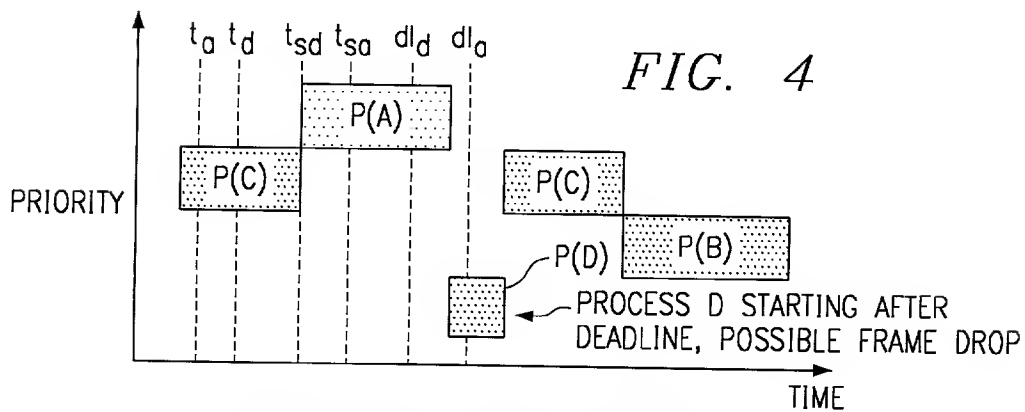 t_a t_d t_sd t_sa dl_d dl_a
FIG. 4
P(A)
P(C)
P(C)
PRIORITY
P(B)
P(D)
PROCESS D STARTING AFTER
DEADLINE, POSSIBLE FRAME DROP
TIME